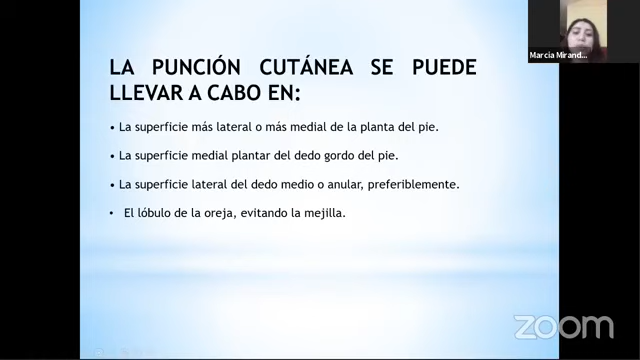 Marcia Mirand...
LA PUNCIÓN CUTÁNEA SE PUEDE
LLEVAR A CABO EN:
• La superficie más lateral o más medial de la planta del pie.
• La superficie medial plantar del dedo gordo del pie.
• La superficie lateral del dedo medio o anular, preferiblemente.
• El lóbulo de la oreja, evitando la mejilla.
zoom